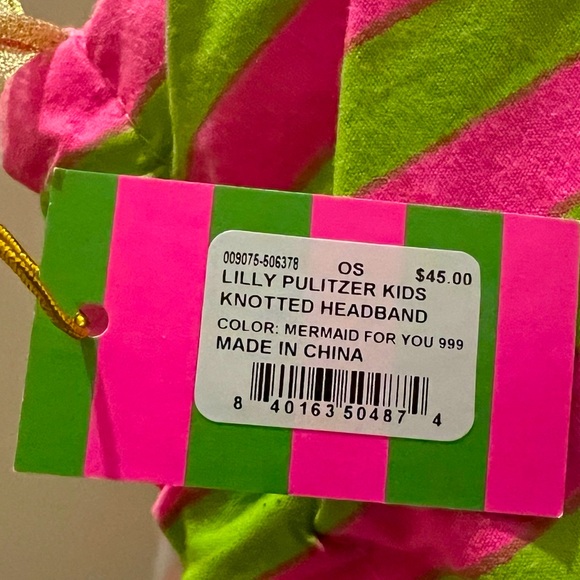 009075-506378 OS $45.00
LILLY PULITZER KIDS
KNOTTED HEADBAND
COLOR: MERMAID FOR YOU 999
MADE IN CHINA
8 40163 50487 4